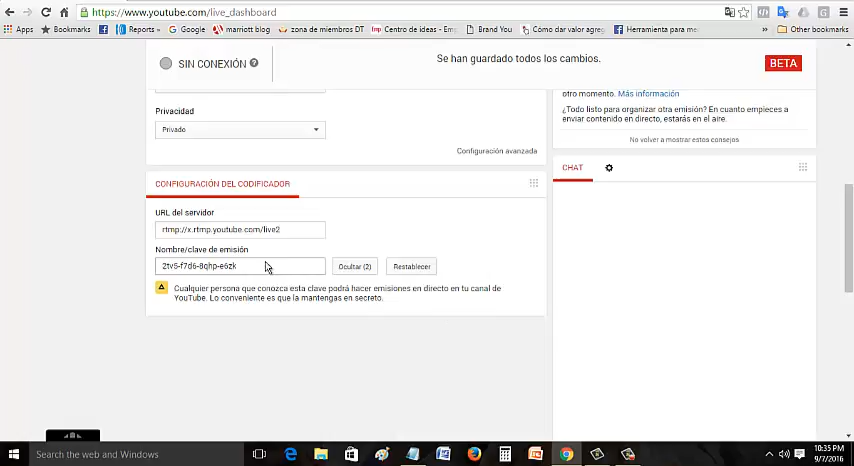 https://www.youtube.com/live_dashboard
Apps Bookmarks Reports Google marriott blog zona de miembros DT Centro de ideas - Emp Brand You Cómo dar valor agreg Herramienta para me » Other bookmarks
SIN CONEXIÓN ?
Se han guardado todos los cambios.
BETA
Privacidad
Privado
Configuración avanzada
otro momento. Más información
¿Todo listo para organizar otra emisión? En cuanto empieces a
enviar contenido en directo, estarás en el aire.
No volver a mostrar estos consejos
CONFIGURACIÓN DEL CODIFICADOR
URL del servidor
rtmp://x.rtmp.youtube.com/live2
Nombre/clave de emisión
2tv5-f7d6-8qhp-e6zk
Ocultar (2)
Restablecer
Cualquier persona que conozca esta clave podrá hacer emisiones en directo en tu canal de
YouTube. Lo conveniente es que la mantengas en secreto.
CHAT
Search the web and Windows
10:35 PM
9/7/2016